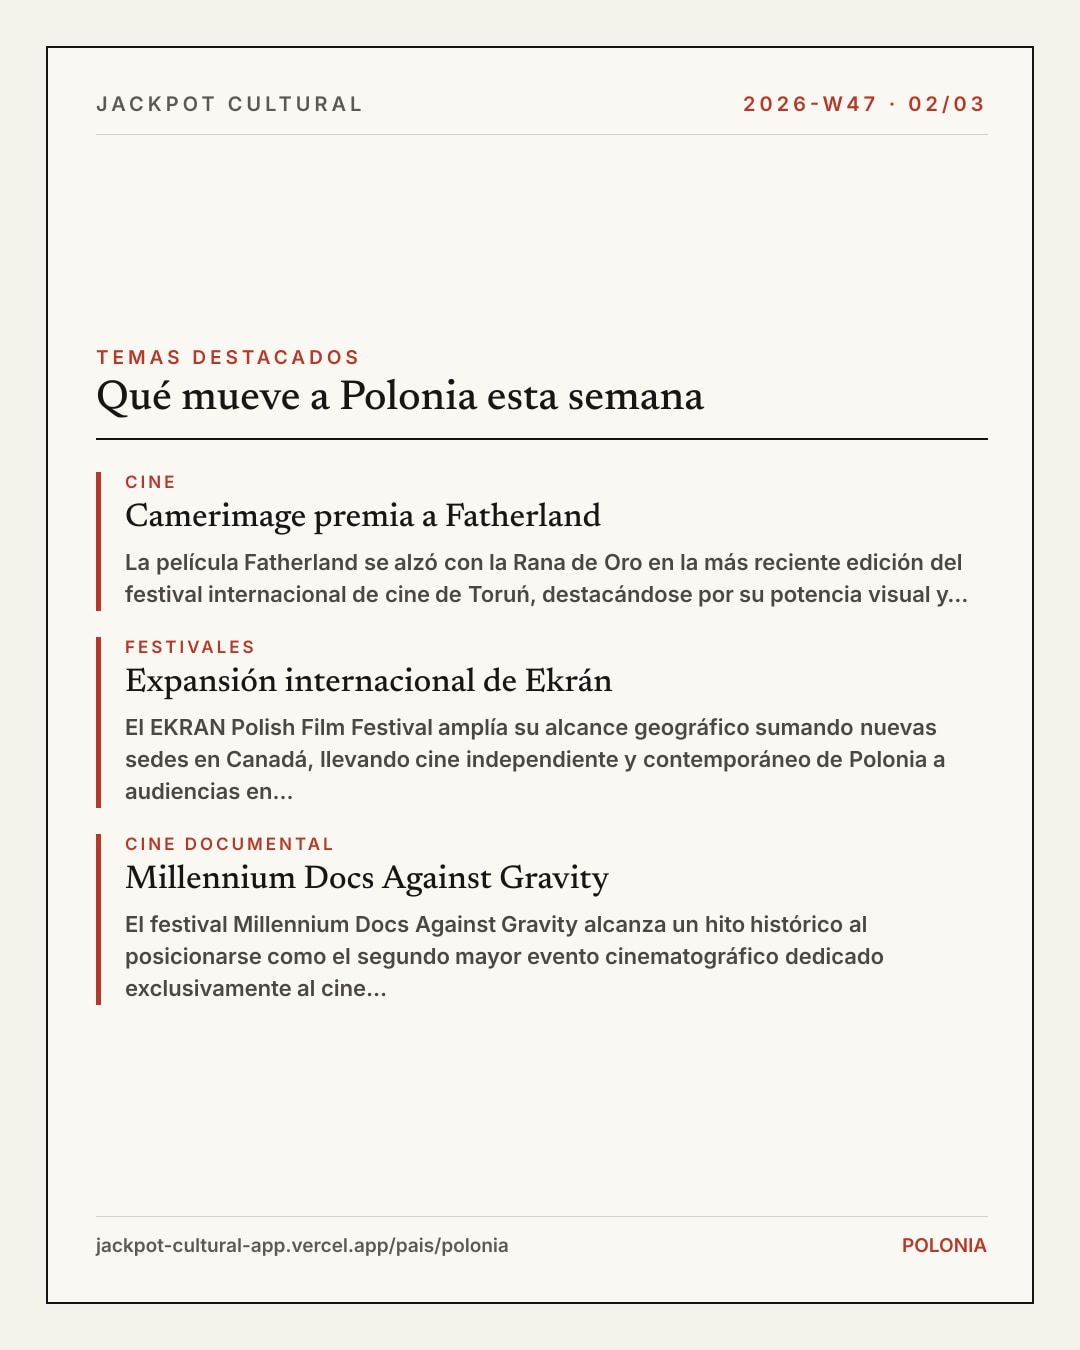 JACKPOT CULTURAL
2026-W47 · 02/03
TEMAS DESTACADOS
Qué mueve a Polonia esta semana
CINE
Camerimage premia a Fatherland
La película Fatherland se alzó con la Rana de Oro en la más reciente edición del
festival internacional de cine de Toruń, destacándose por su potencia visual y…
FESTIVALES
Expansión internacional de Ekrán
El EKRAN Polish Film Festival amplía su alcance geográfico sumando nuevas
sedes en Canadá, llevando cine independiente y contemporáneo de Polonia a
audiencias en…
CINE DOCUMENTAL
Millennium Docs Against Gravity
El festival Millennium Docs Against Gravity alcanza un hito histórico al
posicionarse como el segundo mayor evento cinematográfico dedicado
exclusivamente al cine…
jackpot-cultural-app.vercel.app/pais/polonia
POLONIA